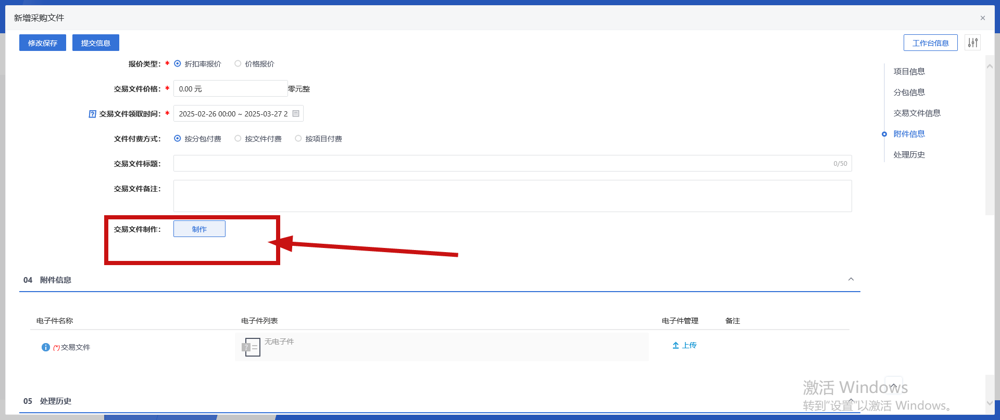 新增采购文件
修改保存 提交信息 工作台信息
报价类型：* 折扣率报价 价格报价
交易文件价格：* 0.00 元 零元整
交易文件领取时间：* 2025-02-26 00:00 ~ 2025-03-27 2
文件付费方式： 按分包付费 按文件付费 按项目付费
交易文件标题： 0/50
交易文件备注：
交易文件制作： 制作
项目信息
分包信息
交易文件信息
附件信息
处理历史
04 附件信息
电子件名称 电子件列表 电子件管理 备注
(*)交易文件 无电子件 上传
05 处理历史
激活 Windows
转到"设置"以激活 Windows。